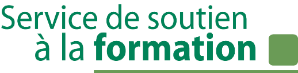 Service de soutien
à la formation